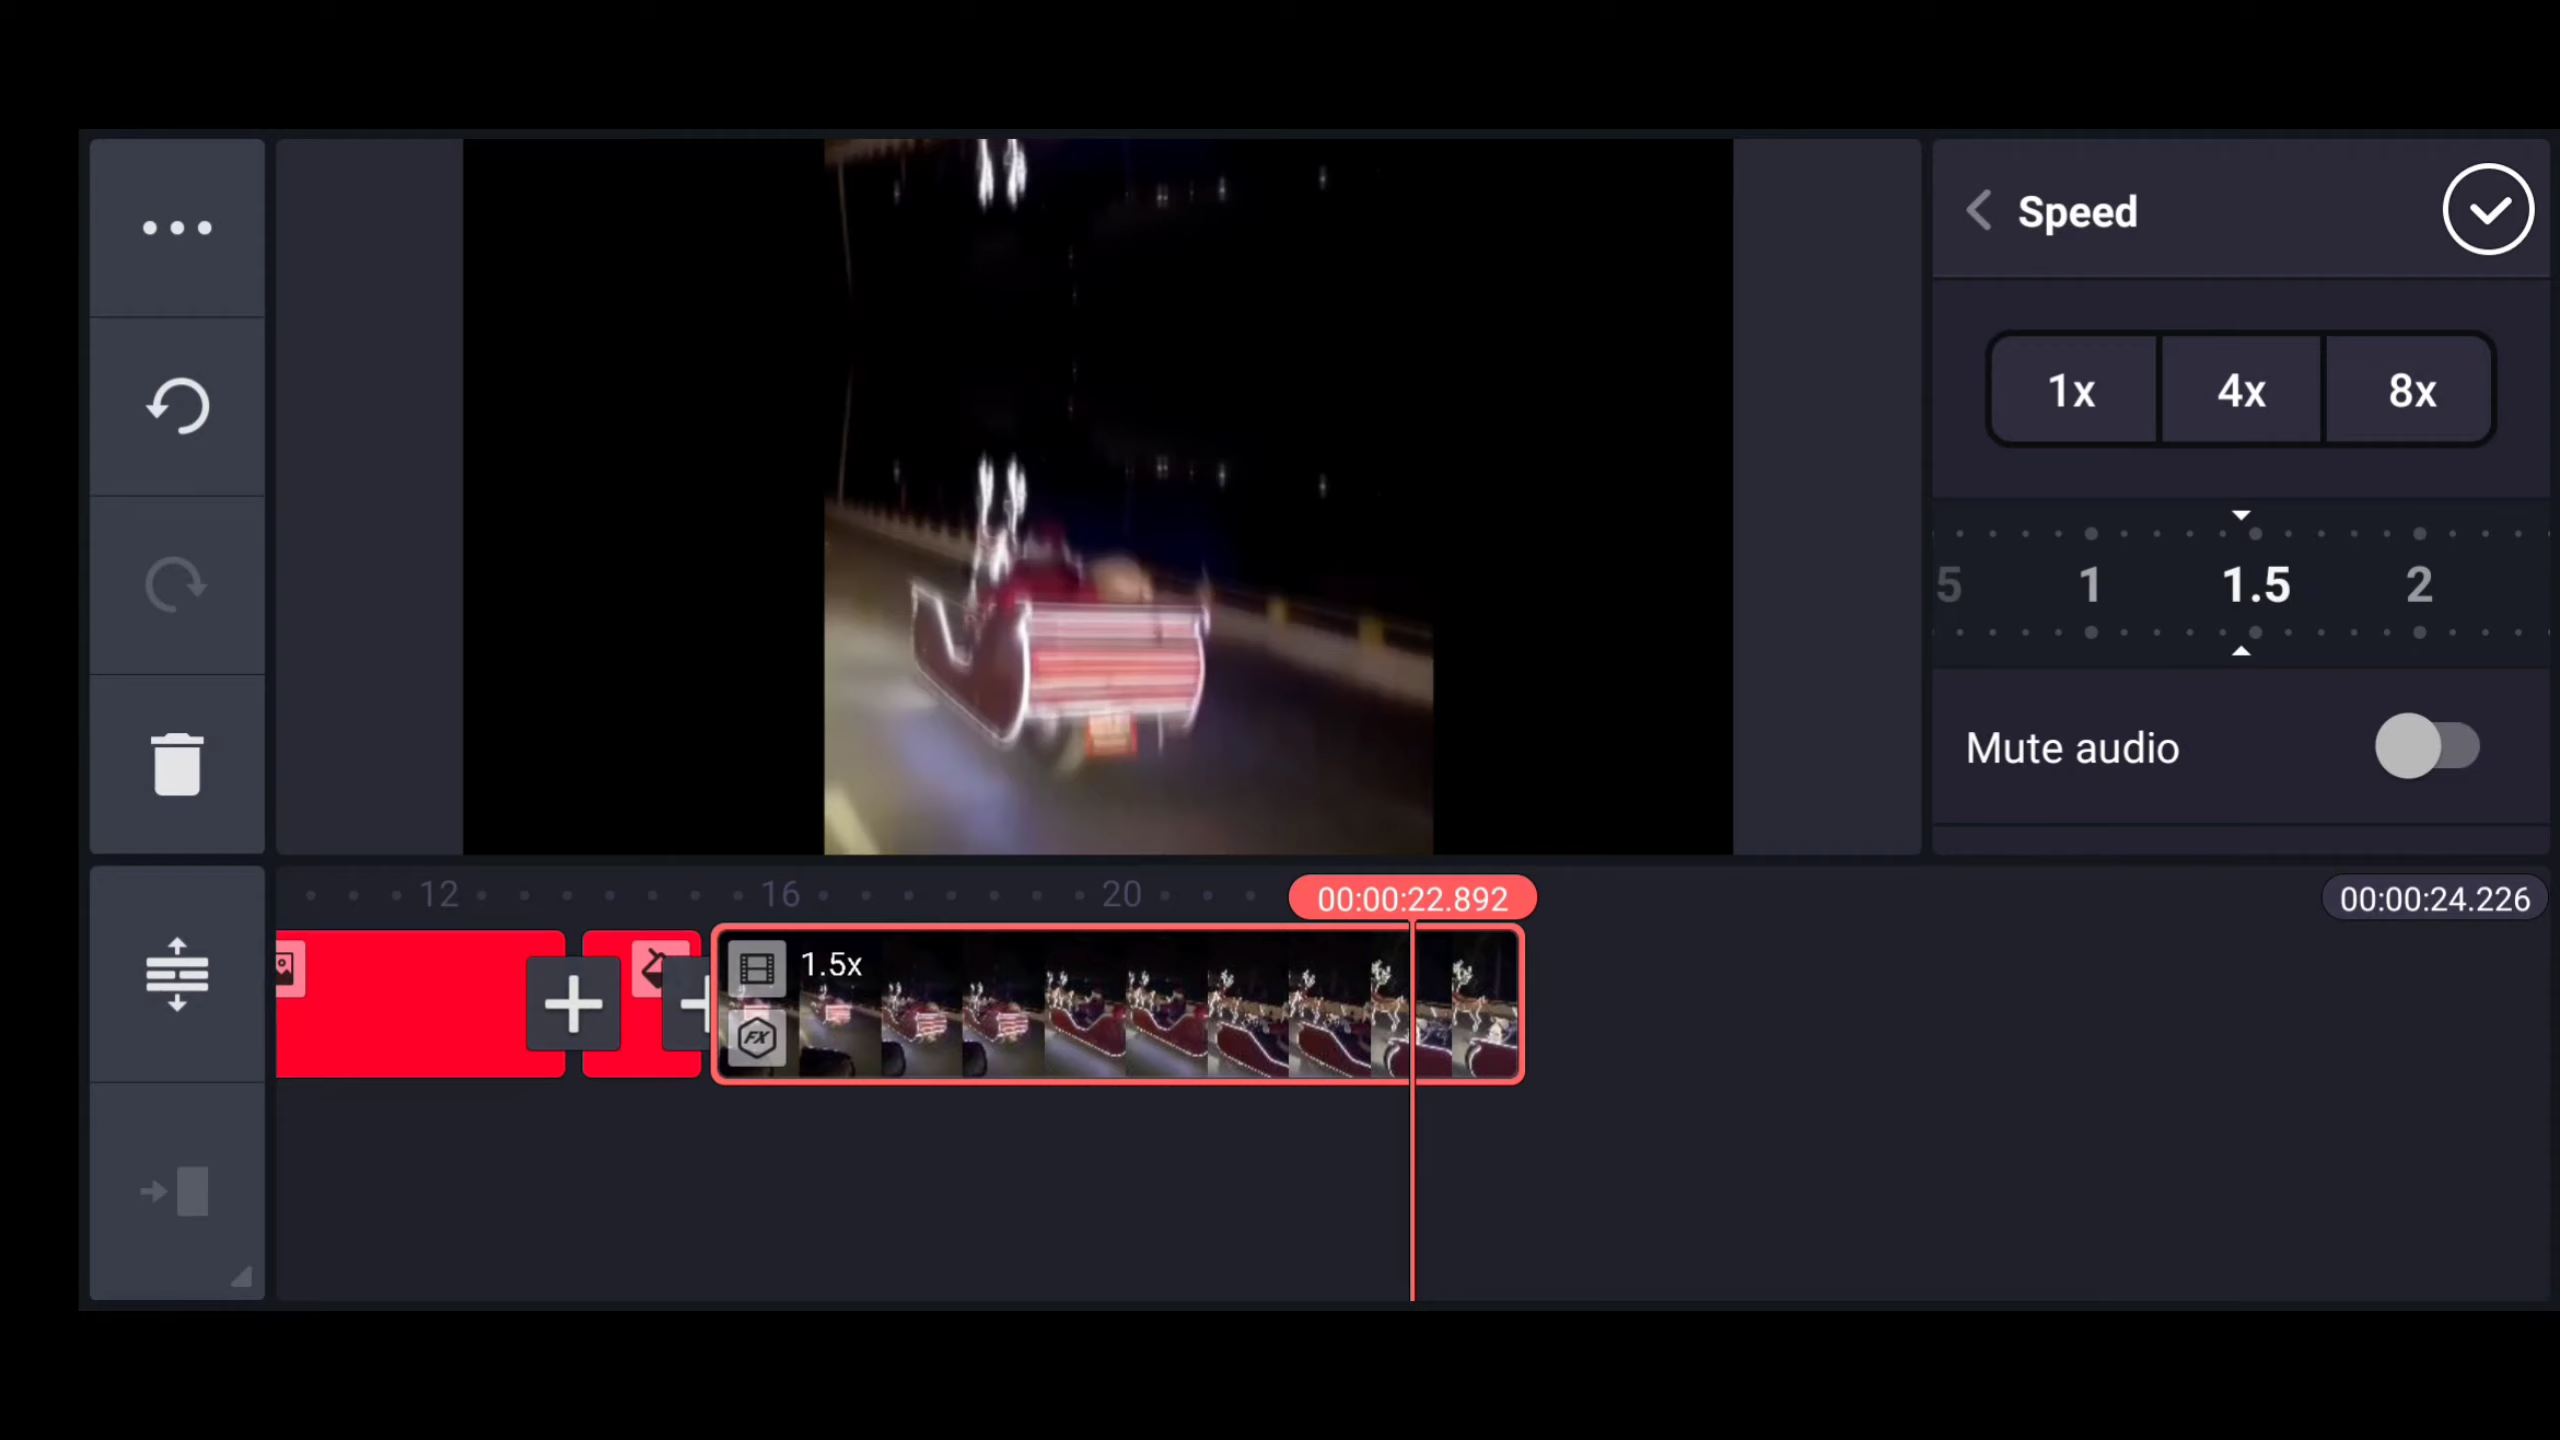 Speed
1x 4x 8x
5 1 1.5 2
Mute audio
12 16 20 00:00:22.892 00:00:24.226
1.5x
FX